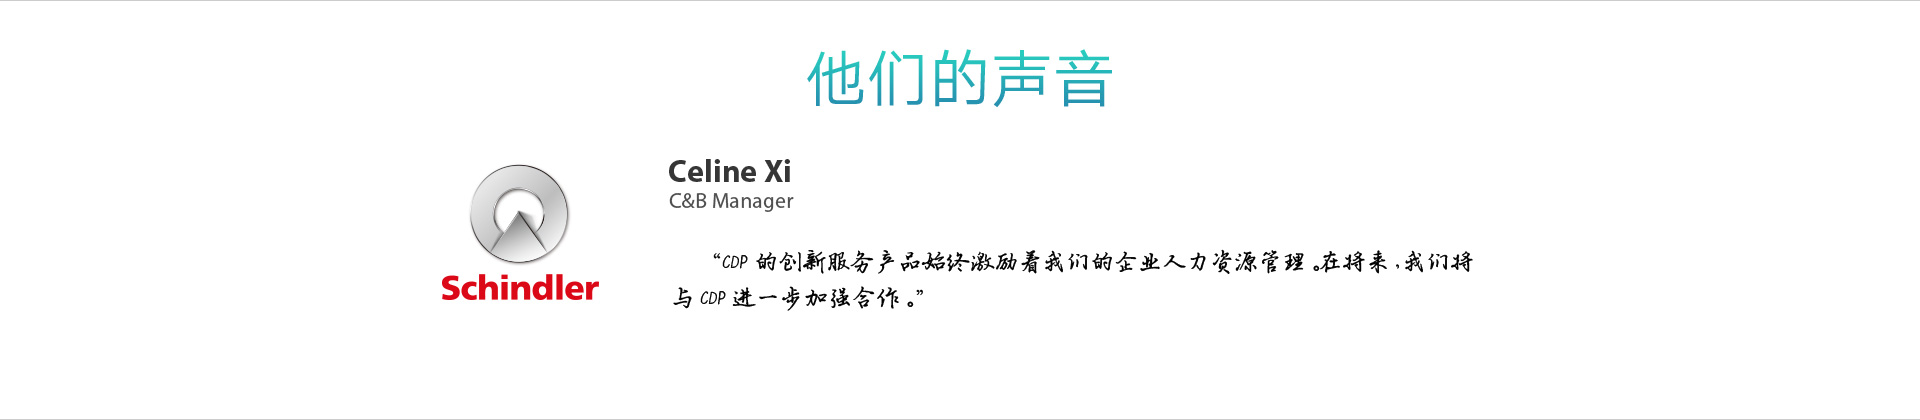 他们的声音
Celine Xi
C&B Manager
Schindler
“CDP 的创新服务产品始终激励着我们的企业人力资源管理。在将来，我们将
与 CDP 进一步加强合作。”